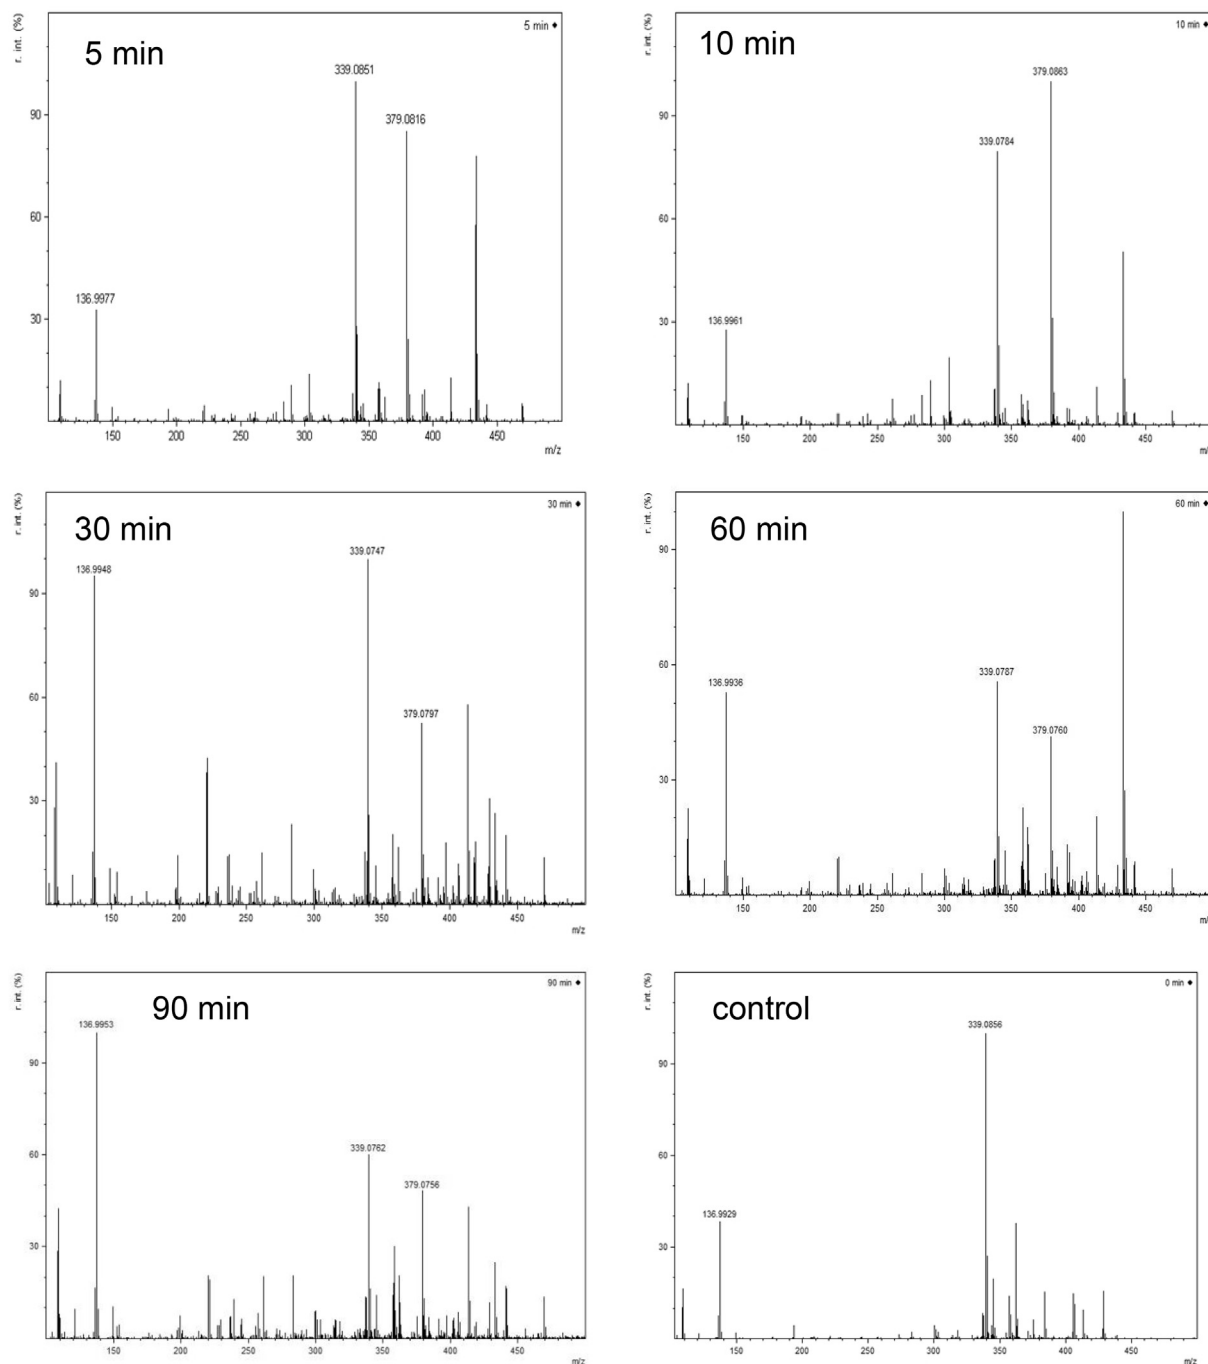 r. int. (%)
5 min ◆
5 min
339.0851
379.0816
136.9977
90
60
30
150 200 250 300 350 400 450
m/z
r. int. (%)
10 min ◆
10 min
379.0863
339.0784
136.9961
90
60
30
150 200 250 300 350 400 450
m/z
r. int. (%)
30 min ◆
30 min
339.0747
136.9948
379.0797
90
60
30
150 200 250 300 350 400 450
m/z
r. int. (%)
60 min ◆
60 min
339.0787
136.9936
379.0760
90
60
30
150 200 250 300 350 400 450
m/z
r. int. (%)
90 min ◆
90 min
136.9953
339.0762
379.0756
90
60
30
150 200 250 300 350 400 450
m/z
r. int. (%)
0 min ◆
control
339.0856
136.9929
90
60
30
150 200 250 300 350 400 450
m/z